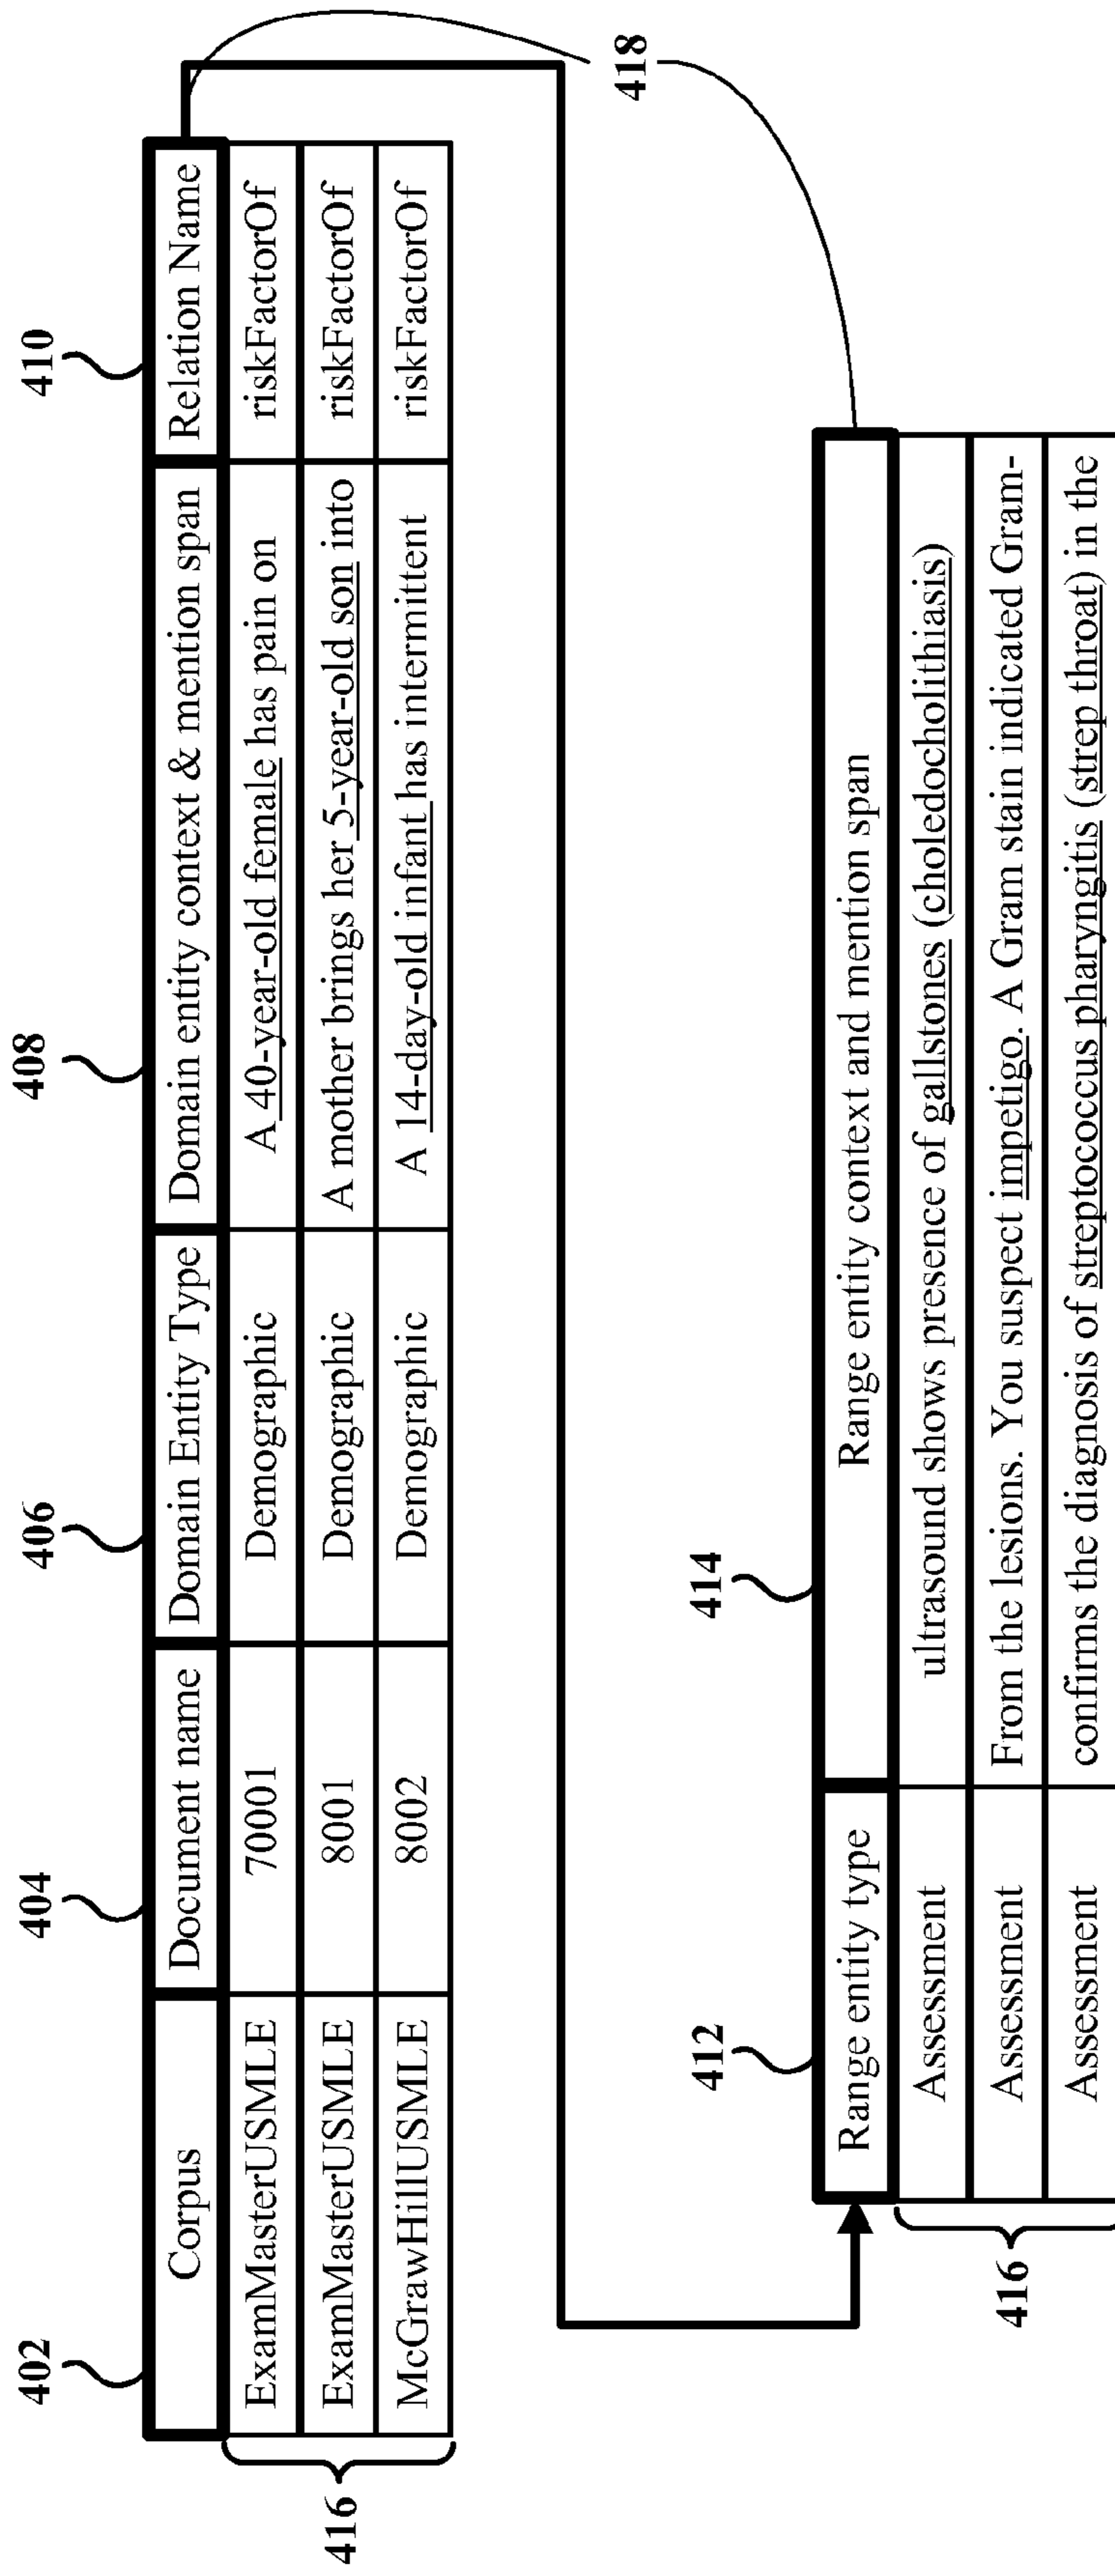 402 404 406 408 410
Corpus Document name Domain Entity Type Domain entity context & mention span Relation Name
ExamMasterUSMLE 70001 Demographic A 40-year-old female has pain on riskFactorOf
ExamMasterUSMLE 8001 Demographic A mother brings her 5-year-old son into riskFactorOf
McGrawHillUSMLE 8002 Demographic A 14-day-old infant has intermittent riskFactorOf
416
418
412 414
Range entity type Range entity context and mention span
Assessment ultrasound shows presence of gallstones (choledocholithiasis)
Assessment From the lesions. You suspect impetigo. A Gram stain indicated Gram-
Assessment confirms the diagnosis of streptococcus pharyngitis (strep throat) in the
416